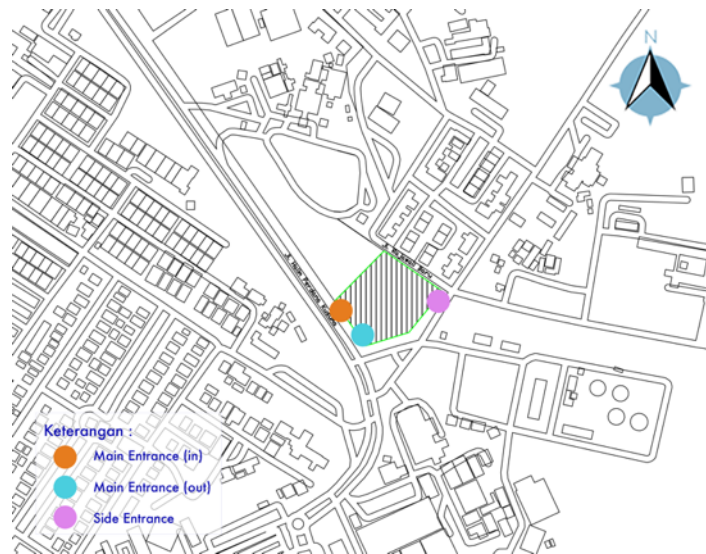 N
Keterangan :
Main Entrance (in)
Main Entrance (out)
Side Entrance